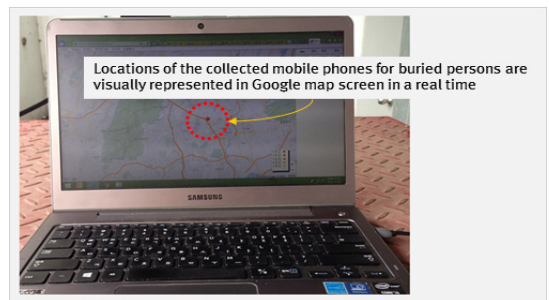 Locations of the collected mobile phones for buried persons are
visually represented in Google map screen in a real time
SAMSUNG